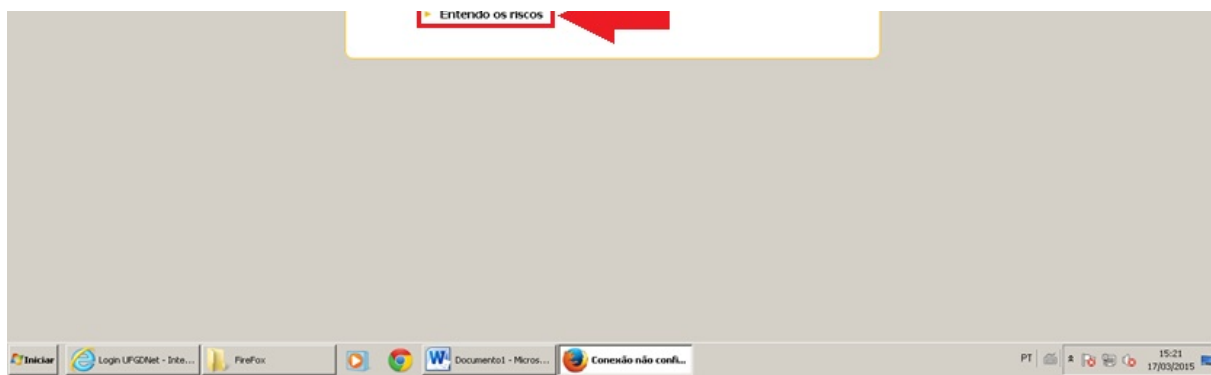 Entendo os riscos
Iniciar
Login UFGDNet - Inte...
FireFox
Documento1 - Micros...
Conexão não confi...
PT
15:21
17/03/2015